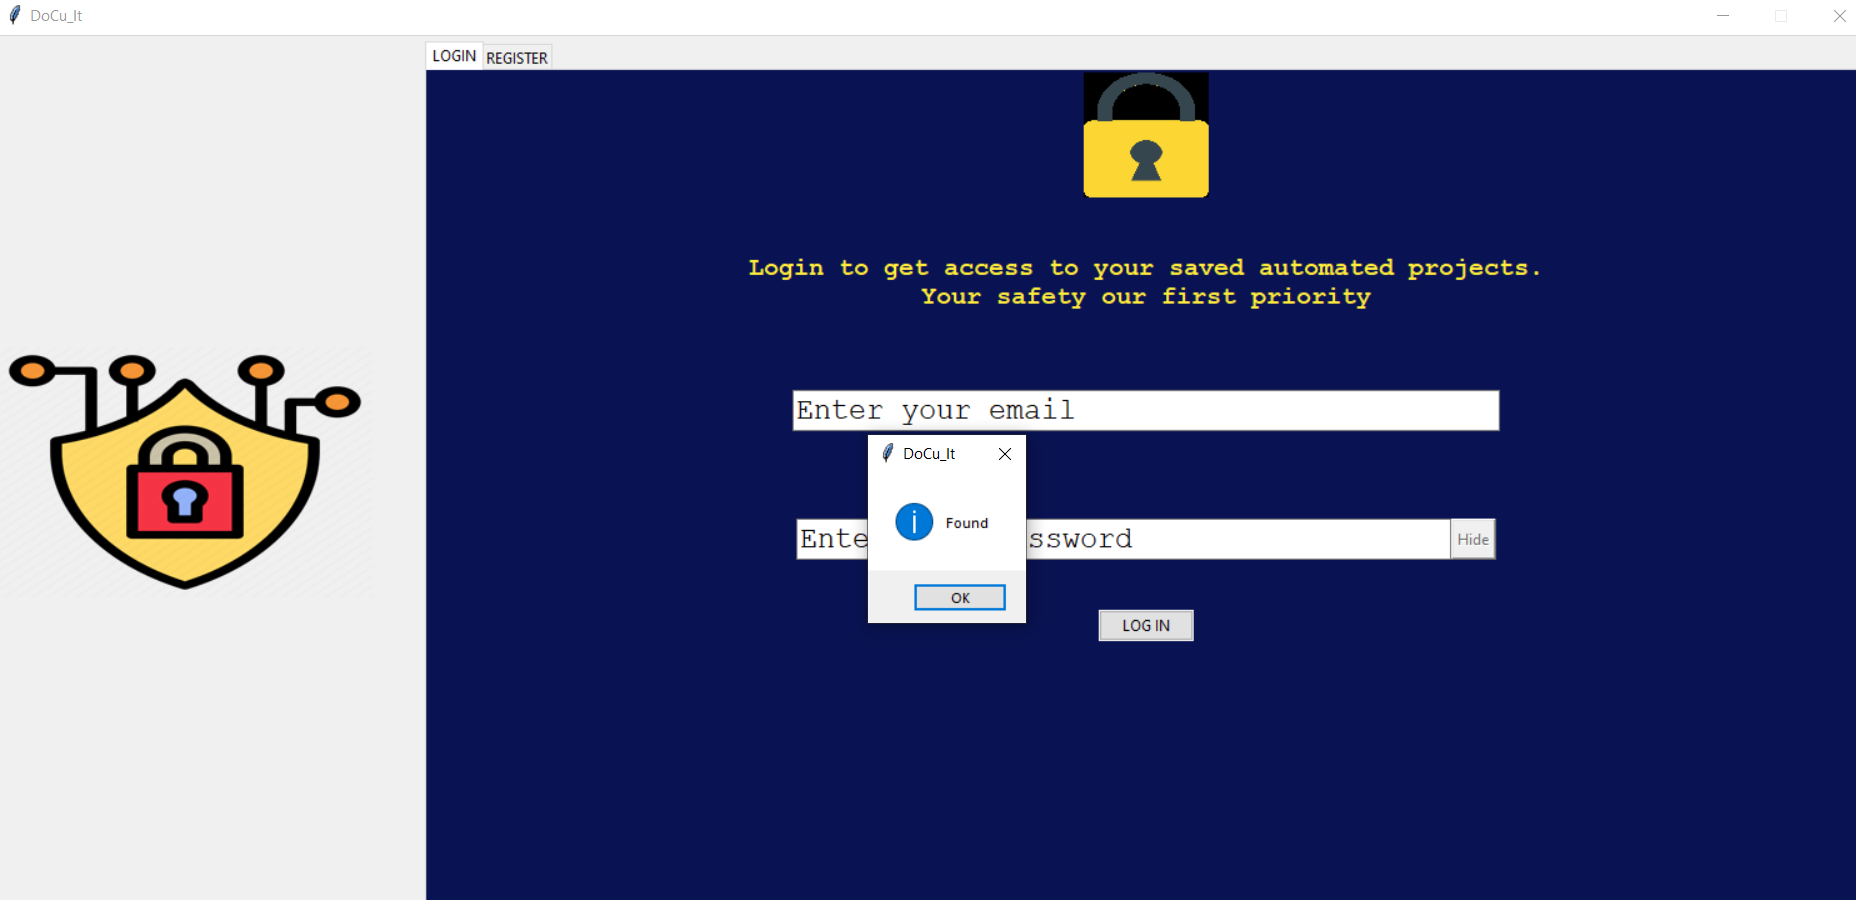 DoCu_It
LOGIN REGISTER
Login to get access to your saved automated projects.
Your safety our first priority
Enter your email
DoCu_It
Found
OK
Ente ssword
Hide
LOG IN